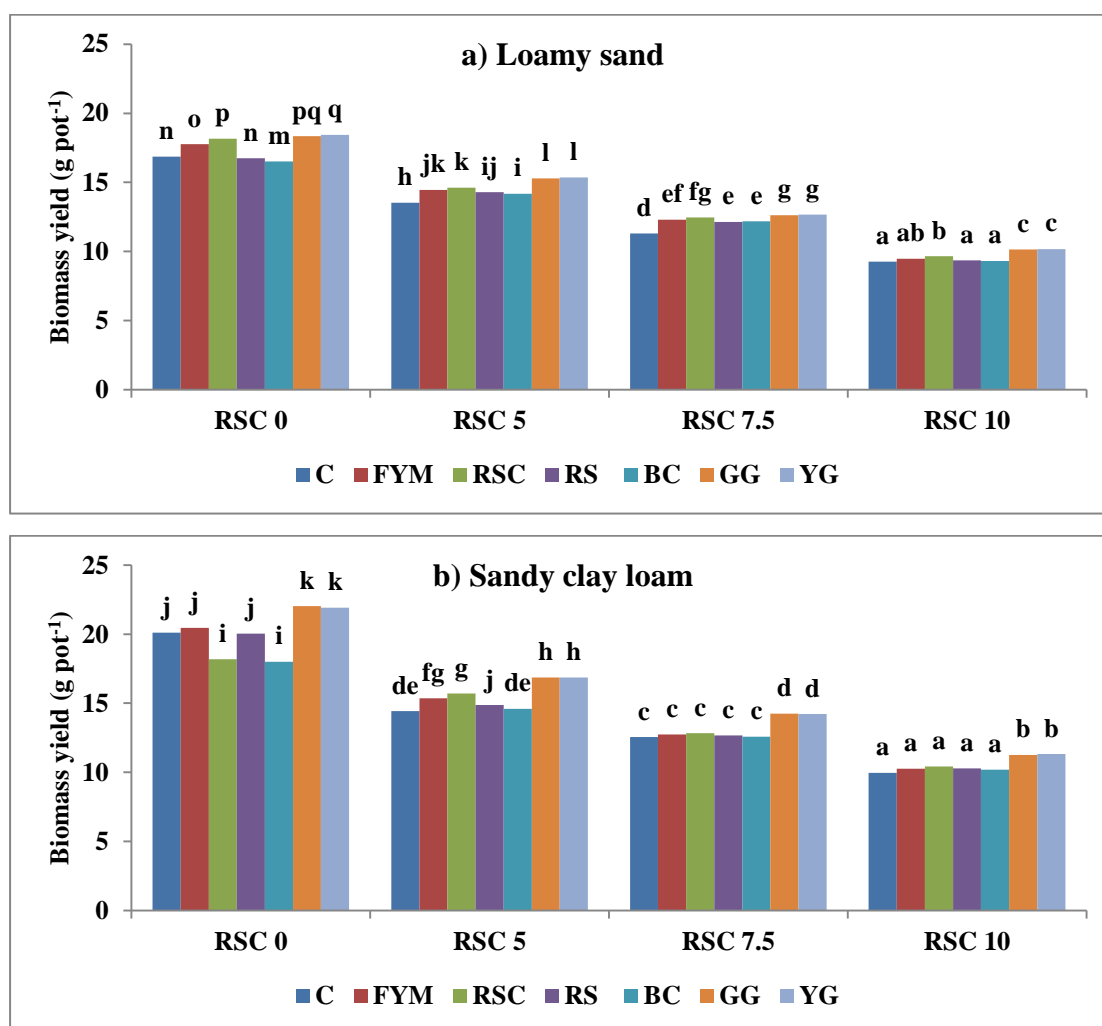 a) Loamy sand
Biomass yield (g pot-1)
25
20
15
10
5
0
n o p n m pq q
h jk k ij i l l
d ef fg e e g g
a ab b a a c c
RSC 0 RSC 5 RSC 7.5 RSC 10
C FYM RSC RS BC GG YG
b) Sandy clay loam
Biomass yield (g pot-1)
25
20
15
10
5
0
j j i j i k k
de fg g j de h h
c c c c c d d
a a a a a b b
RSC 0 RSC 5 RSC 7.5 RSC 10
C FYM RSC RS BC GG YG